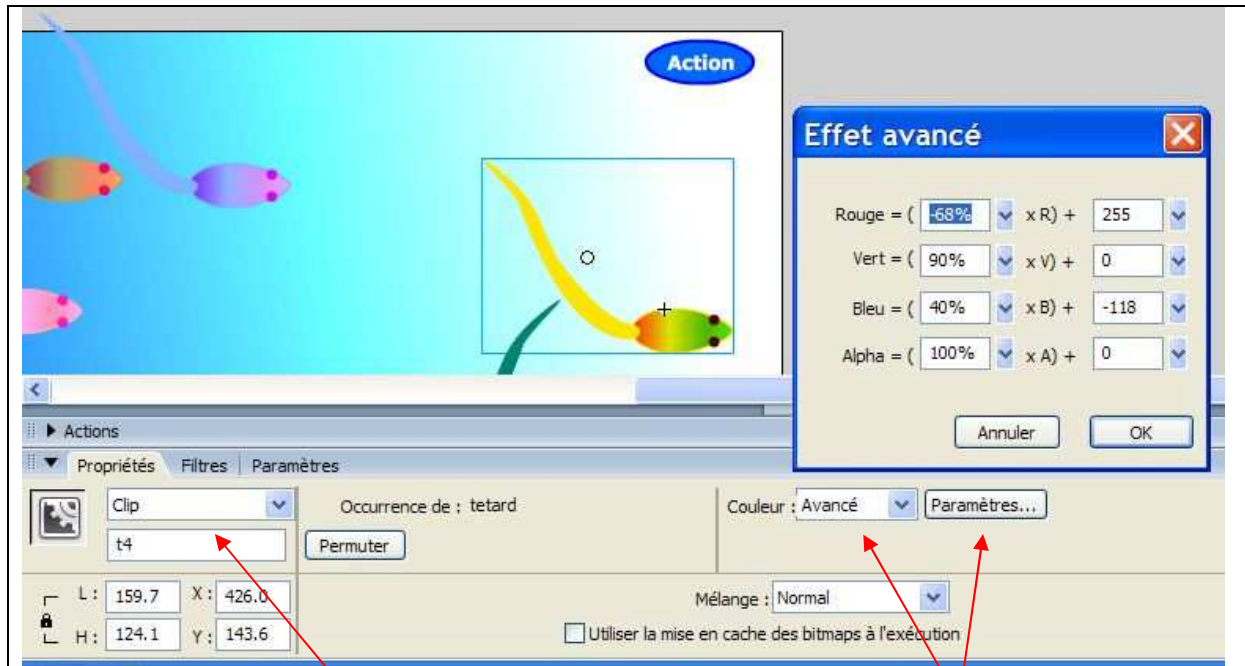 Action
Effet avancé
Rouge = ( -68% x R) + 255
Vert = ( 90% x V) + 0
Bleu = ( 40% x B) + -118
Alpha = ( 100% x A) + 0
Annuler OK
Actions
Propriétés Filtres Paramètres
Clip Occurrence de : tetard Couleur : Avancé Paramètres...
t4 Permuter
L : 159.7 X : 426.0 Mélange : Normal
H : 124.1 Y : 143.6 Utiliser la mise en cache des bitmaps à l'exécution